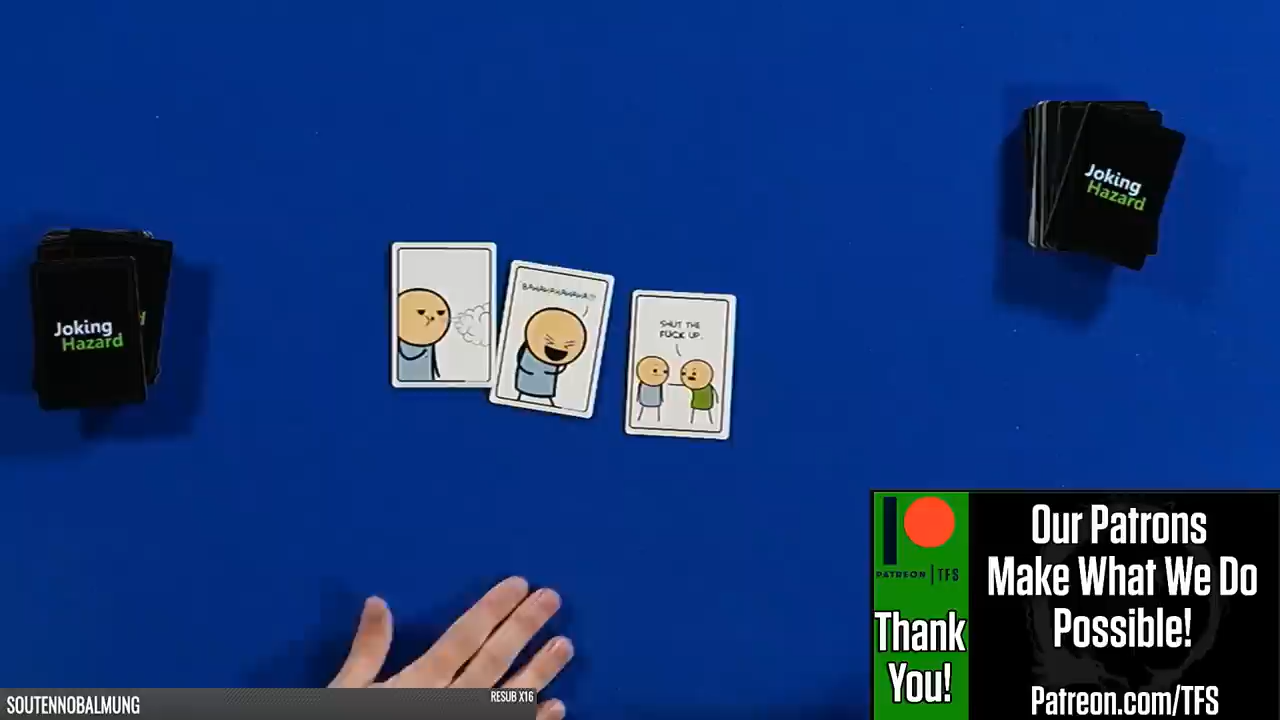 Joking
Hazard
Joking
Hazard
BAHAHAHAHAHA!!!
SHUT THE
FUCK UP.
PATREON | TFS
Thank
You!
Our Patrons
Make What We Do
Possible!
Patreon.com/TFS
SOUTENNOBALMUNG
RESUB X16